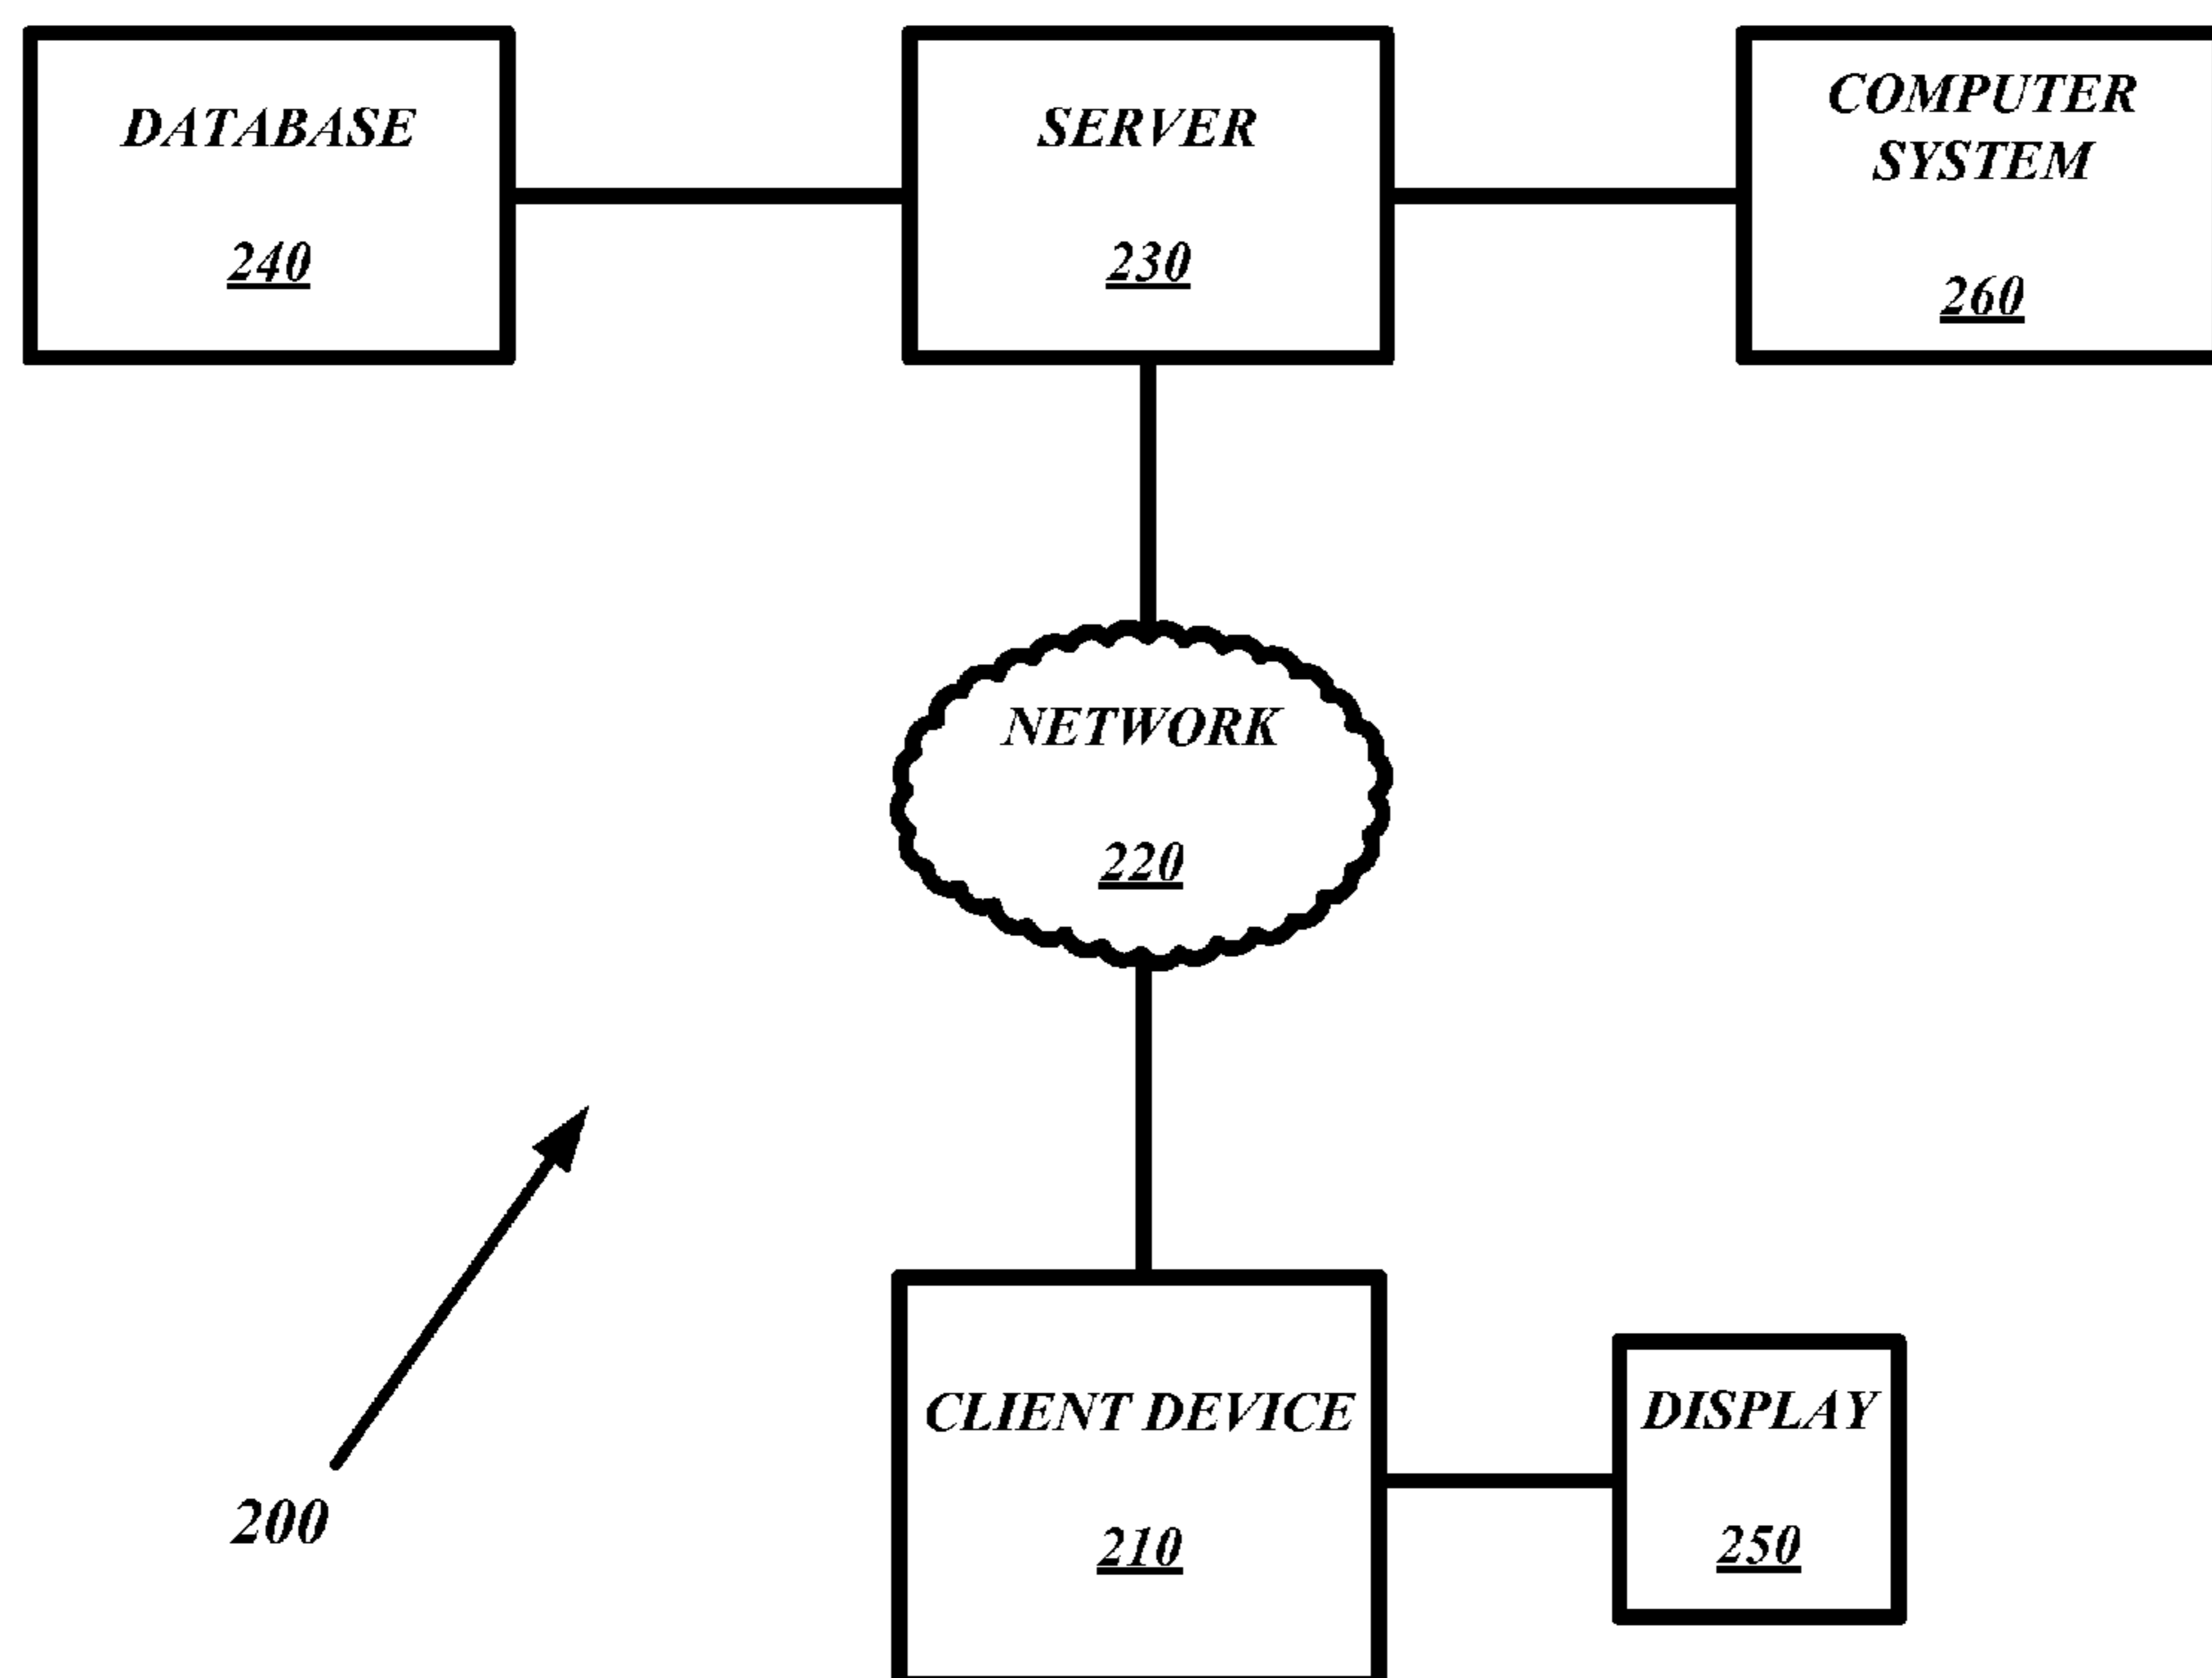 DATABASE
240
SERVER
230
COMPUTER
SYSTEM
260
NETWORK
220
CLIENT DEVICE
210
DISPLAY
250
200